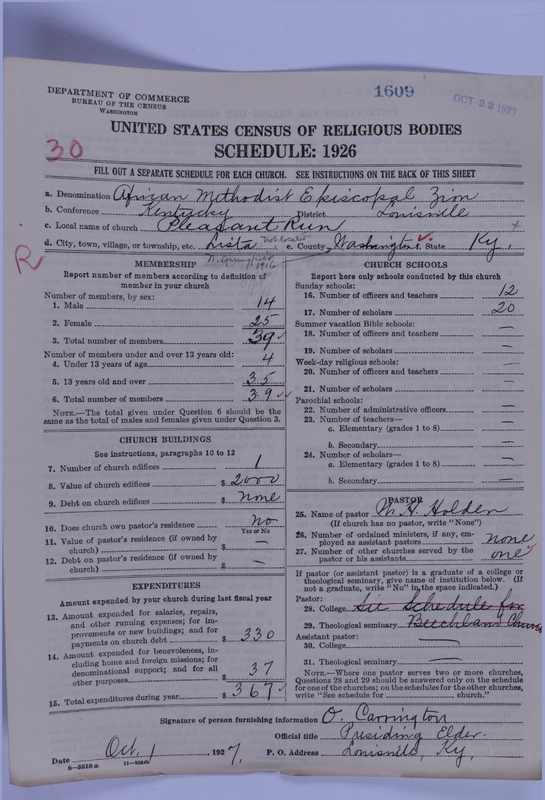 1609
OCT 22 1927
DEPARTMENT OF COMMERCE
BUREAU OF THE CENSUS
WASHINGTON
UNITED STATES CENSUS OF RELIGIOUS BODIES
30
SCHEDULE: 1926
FILL OUT A SEPARATE SCHEDULE FOR EACH CHURCH. SEE INSTRUCTIONS ON THE BACK OF THIS SHEET
a. Denomination African Methodist Episcopal Zion
b. Conference Kentucky District Louisville
c. Local name of church Pleasant Run +
d. City, town, village, or township, etc. Lista e. County, Washington f. State Ky.
R
1916
MEMBERSHIP
Report number of members according to definition of
member in your church
Number of members, by sex:
1. Male 14
2. Female 25
3. Total number of members 39 ✓
Number of members under and over 13 years old:
4. Under 13 years of age 4
5. 13 years old and over 35
6. Total number of members 39 ✓
NOTE.—The total given under Question 6 should be the
same as the total of males and females given under Question 3.
CHURCH BUILDINGS
See instructions, paragraphs 10 to 12
7. Number of church edifices 1
8. Value of church edifices $ 2000
9. Debt on church edifices $ none
10. Does church own pastor's residence no
Yes or No
11. Value of pastor's residence (if owned by
church) $ —
12. Debt on pastor's residence (if owned by
church) $ —
EXPENDITURES
Amount expended by your church during last fiscal year
13. Amount expended for salaries, repairs,
and other running expenses; for im-
provements or new buildings; and for
payments on church debt $ 330
14. Amount expended for benevolences, in-
cluding home and foreign missions; for
denominational support; and for all
other purposes $ 37
15. Total expenditures during year $ 367 ✓
CHURCH SCHOOLS
Report here only schools conducted by this church
Sunday schools:
16. Number of officers and teachers 12
17. Number of scholars 20
Summer vacation Bible schools:
18. Number of officers and teachers —
19. Number of scholars —
Week-day religious schools:
20. Number of officers and teachers —
21. Number of scholars —
Parochial schools:
22. Number of administrative officers —
23. Number of teachers—
a. Elementary (grades 1 to 8) —
b. Secondary —
24. Number of scholars—
a. Elementary (grades 1 to 8) —
b. Secondary —
PASTOR
25. Name of pastor W. H. Holden
(If church has no pastor, write "None")
26. Number of ordained ministers, if any, em-
ployed as assistant pastors none
27. Number of other churches served by the
pastor or his assistants one ✓
If pastor (or assistant pastor) is a graduate of a college or
theological seminary, give name of institution below. (If
not a graduate, write "No" in the space indicated.)
Pastor:
28. College See Schedule for
29. Theological seminary Beechland Church
Assistant pastor:
30. College —
31. Theological seminary —
NOTE.—Where one pastor serves two or more churches,
Questions 28 and 29 should be answered only on the schedule
for one of the churches; on the schedules for the other churches,
write "See schedule for ........ church."
Signature of person furnishing information O. Carrington
Official title Presiding Elder.
Date Oct. 1, 1927. P. O. Address Louisville, Ky.